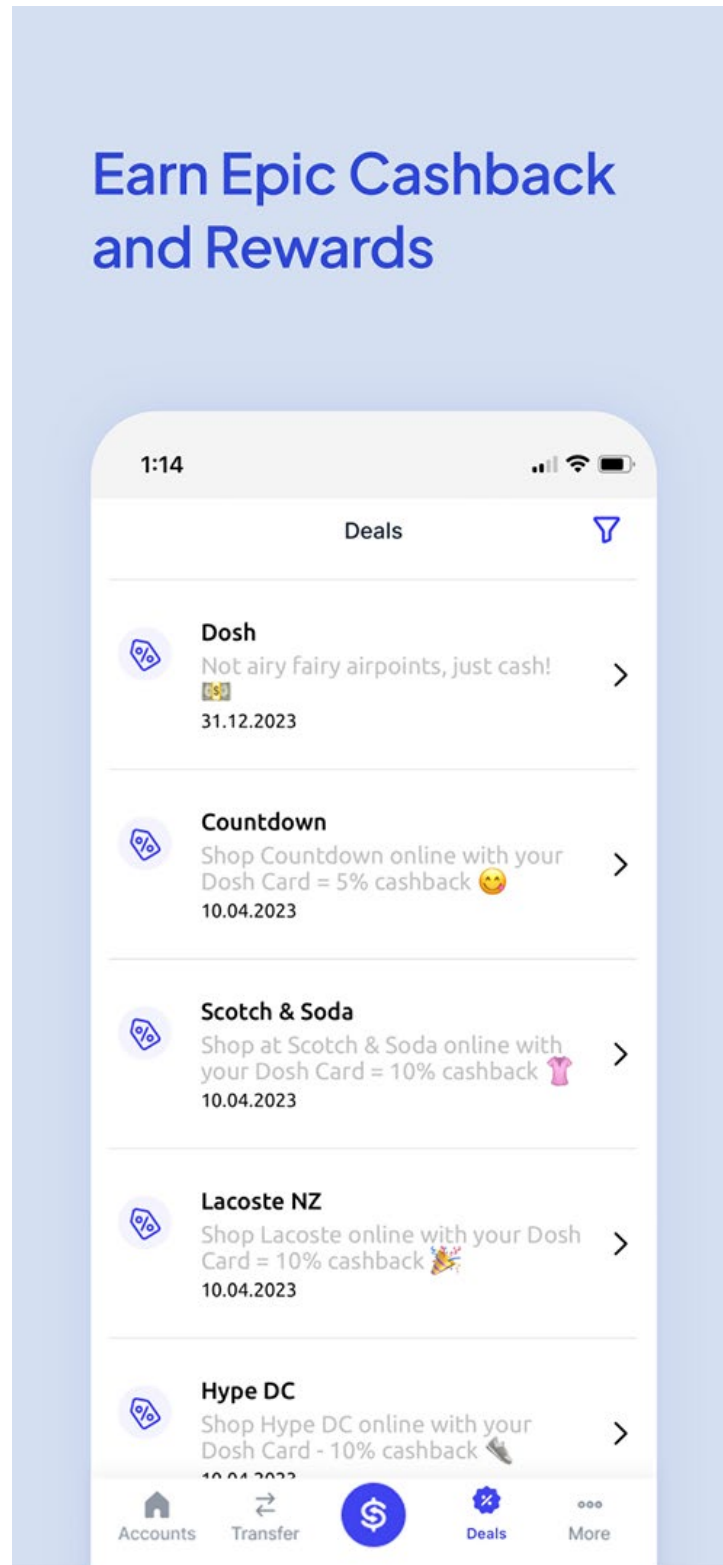 Earn Epic Cashback
and Rewards
1:14
Deals
Dosh
Not airy fairy airpoints, just cash!
💵
31.12.2023
Countdown
Shop Countdown online with your
Dosh Card = 5% cashback 😋
10.04.2023
Scotch & Soda
Shop at Scotch & Soda online with
your Dosh Card = 10% cashback 👚
10.04.2023
Lacoste NZ
Shop Lacoste online with your Dosh
Card = 10% cashback 🎉
10.04.2023
Hype DC
Shop Hype DC online with your
Dosh Card - 10% cashback 👟
10.04.2023
Accounts Transfer $ Deals More